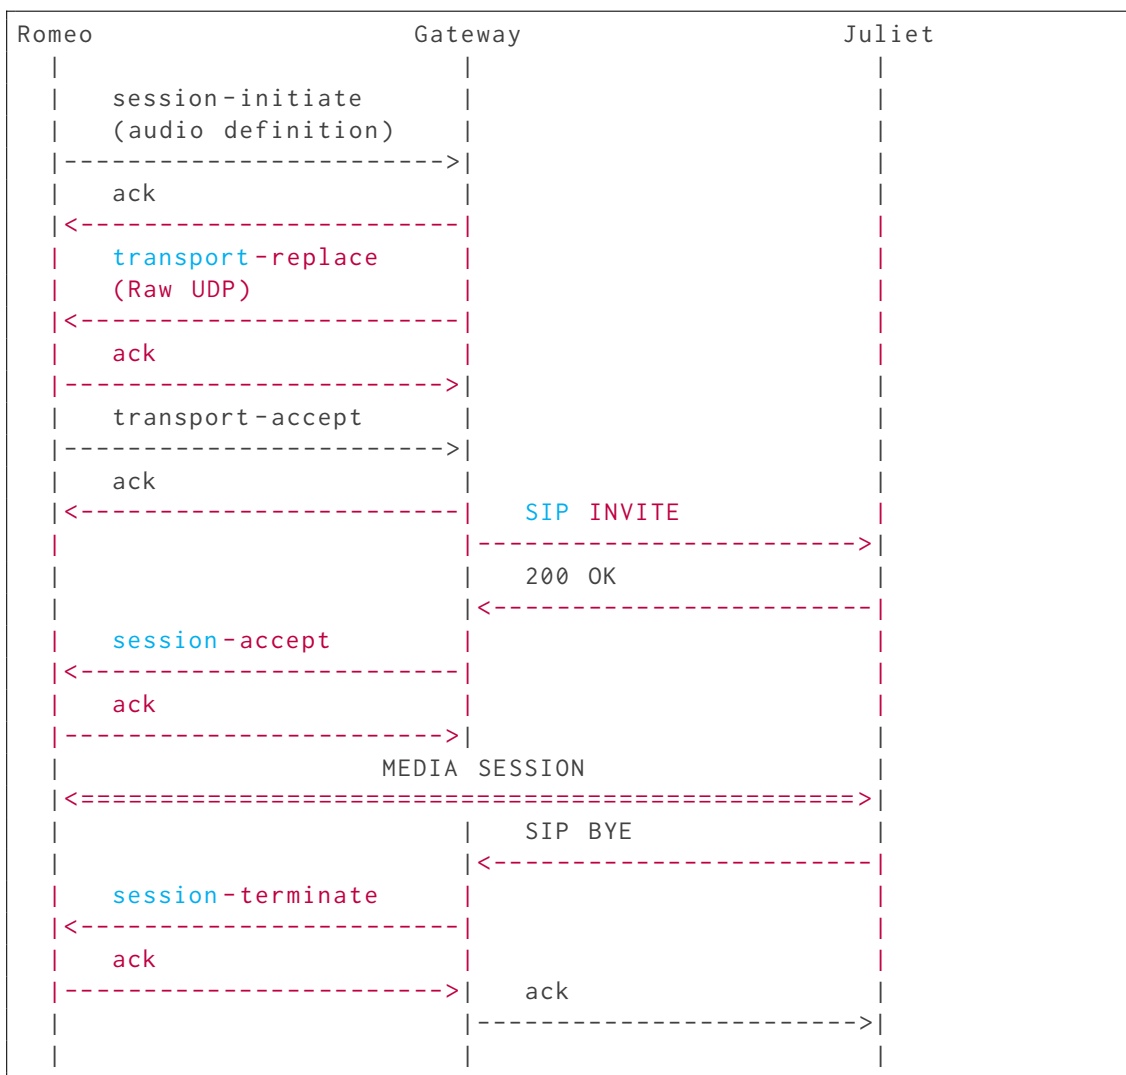 Romeo                    Gateway                    Juliet
  |                         |                         |
  |   session-initiate      |                         |
  |   (audio definition)    |                         |
  |------------------------>|                         |
  |   ack                   |                         |
  |<------------------------|                         |
  |   transport-replace     |                         |
  |   (Raw UDP)             |                         |
  |<------------------------|                         |
  |   ack                   |                         |
  |------------------------>|                         |
  |   transport-accept      |                         |
  |------------------------>|                         |
  |   ack                   |                         |
  |<------------------------|   SIP INVITE            |
  |                         |------------------------>|
  |                         |   200 OK                |
  |                         |<------------------------|
  |   session-accept        |                         |
  |<------------------------|                         |
  |   ack                   |                         |
  |------------------------>|                         |
  |                    MEDIA SESSION                  |
  |<=================================================>|
  |                         |   SIP BYE               |
  |                         |<------------------------|
  |   session-terminate     |                         |
  |<------------------------|                         |
  |   ack                   |                         |
  |------------------------>|   ack                   |
  |                         |------------------------>|
  |                         |                         |